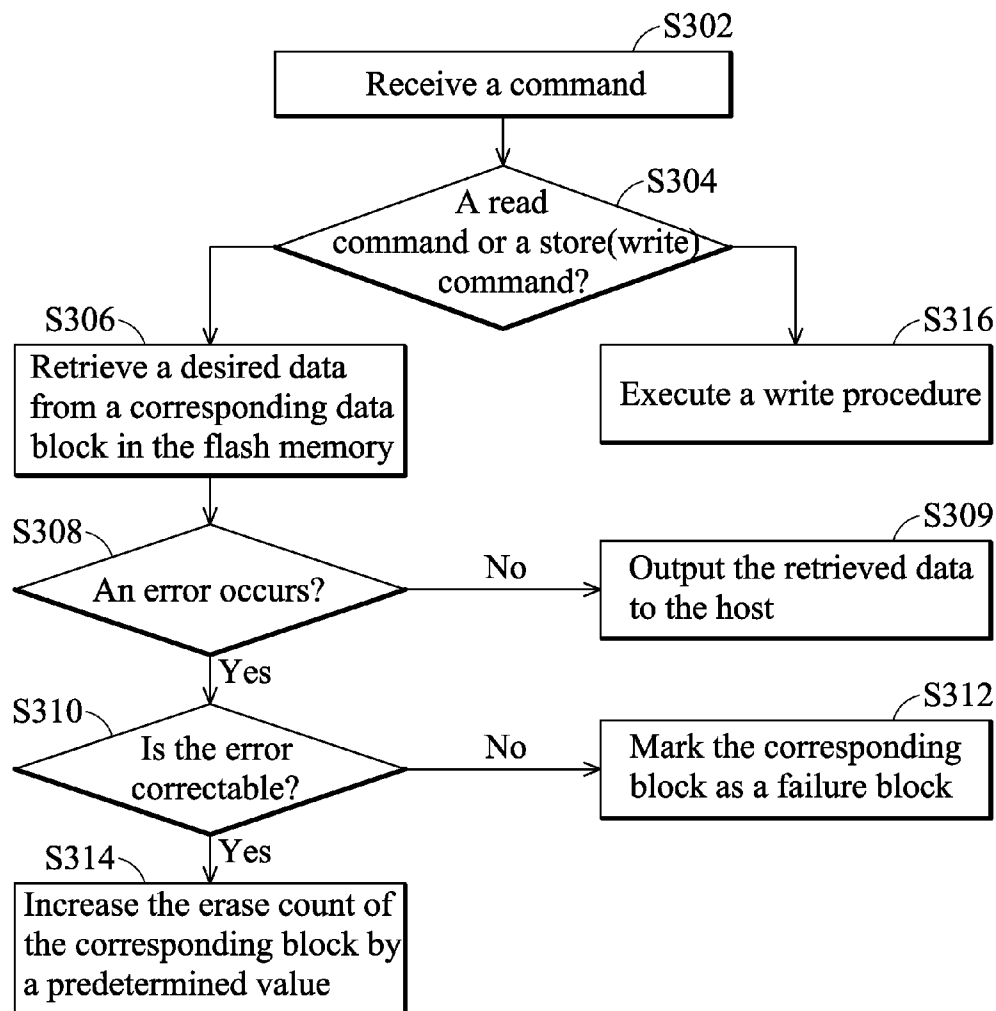 S302
Receive a command
S304
A read
command or a store(write)
command?
S306
Retrieve a desired data
from a corresponding data
block in the flash memory
S316
Execute a write procedure
S308
An error occurs?
No
S309
Output the retrieved data
to the host
Yes
S310
Is the error
correctable?
No
S312
Mark the corresponding
block as a failure block
Yes
S314
Increase the erase count of
the corresponding block by
a predetermined value